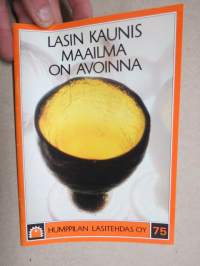 LASIN KAUNIS
MAAILMA
ON AVOINNA
HUMPPILAN LASITEHDAS OY 75